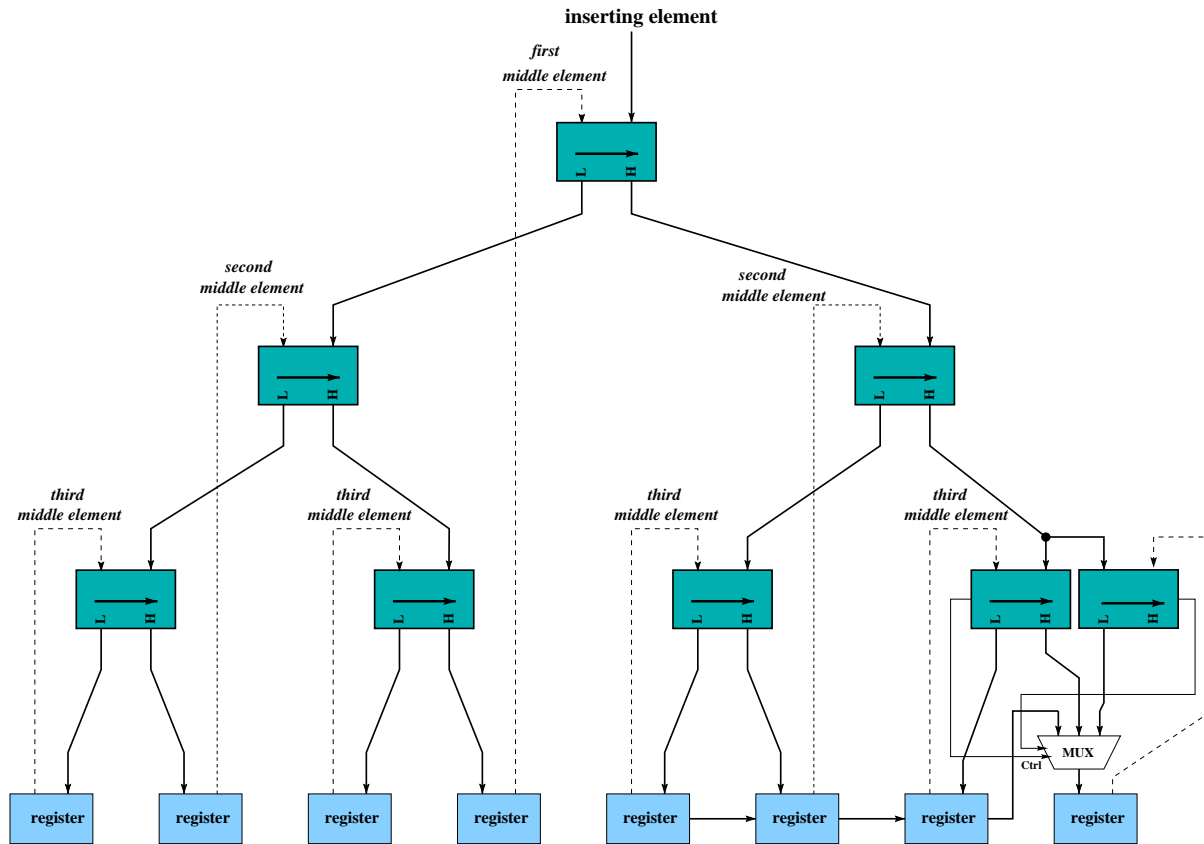 inserting element
first
middle element
L H
second
middle element
second
middle element
L H
L H
third
middle element
third
middle element
third
middle element
third
middle element
L H
L H
L H
L H
L H
MUX
Ctrl
register
register
register
register
register
register
register
register